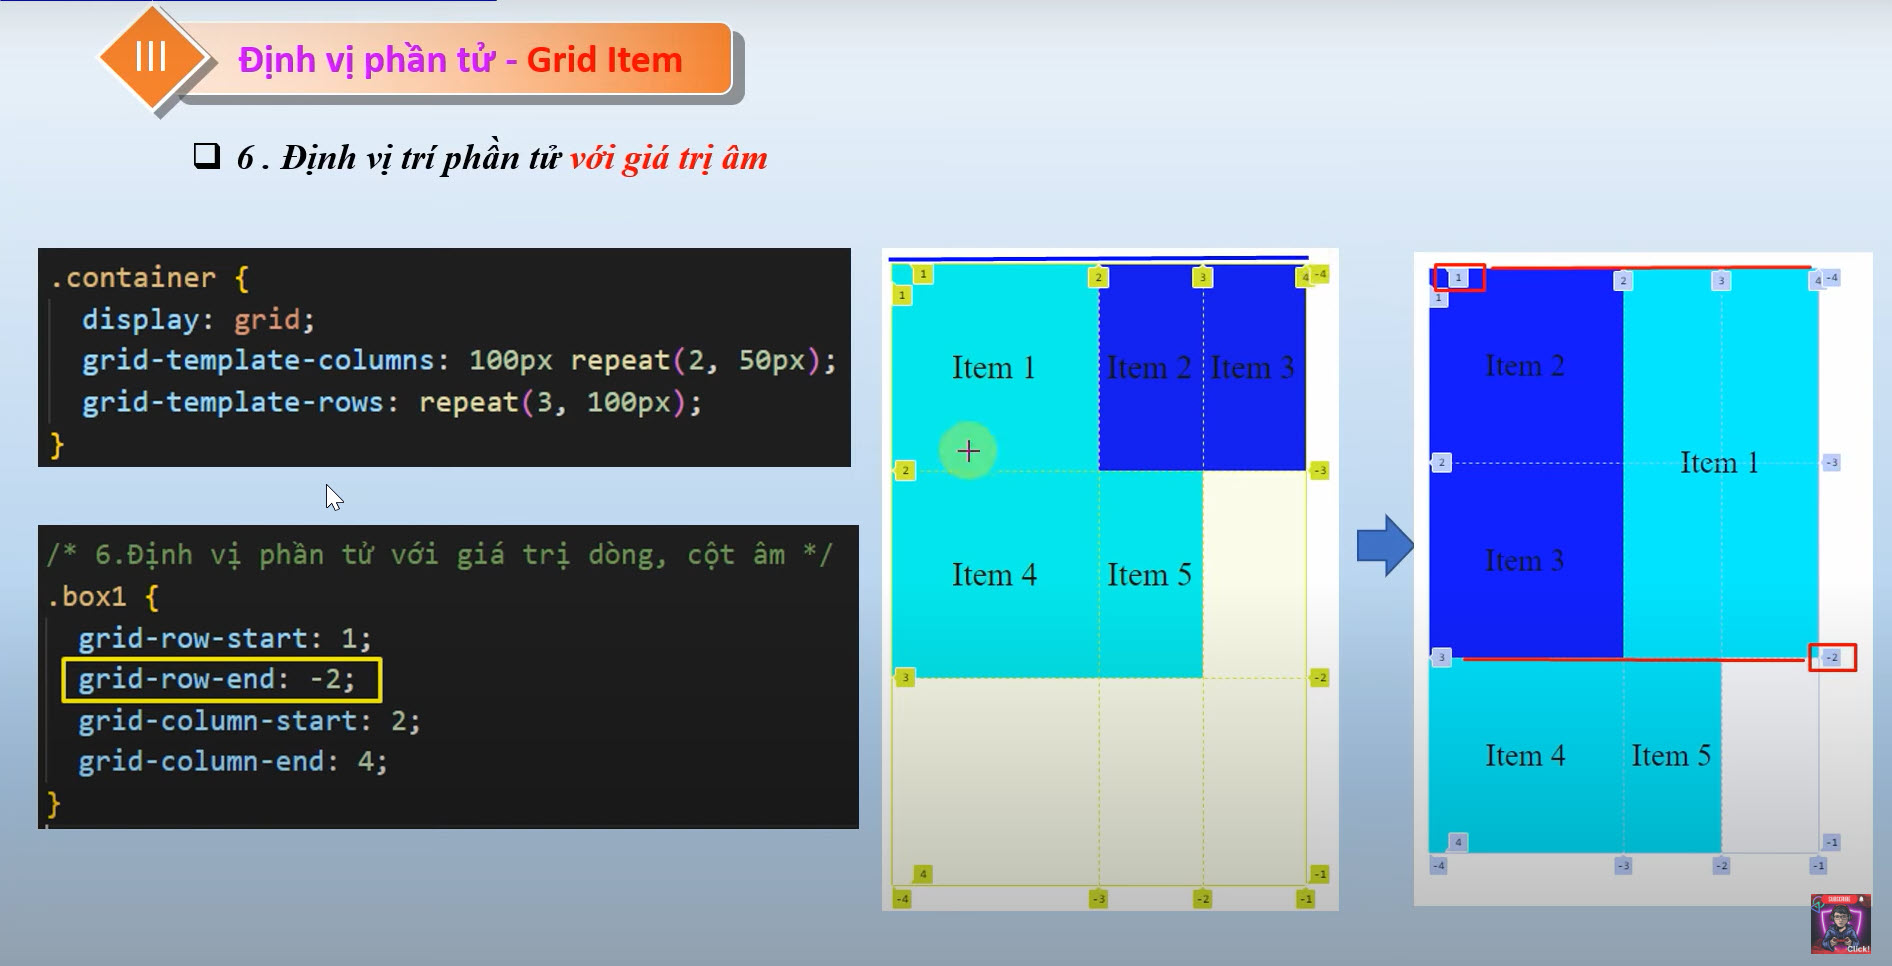 III
Định vị phần tử - Grid Item
6 . Định vị trí phần tử với giá trị âm
.container {
display: grid;
grid-template-columns: 100px repeat(2, 50px);
grid-template-rows: repeat(3, 100px);
}
/* 6.Định vị phần tử với giá trị dòng, cột âm */
.box1 {
grid-row-start: 1;
grid-row-end: -2;
grid-column-start: 2;
grid-column-end: 4;
}
1 2 3 4 -4
1
Item 1 Item 2 Item 3
2 -3
Item 4 Item 5
3 -2
4 -1
-4 -3 -2 -1
1 2 3 4 -4
1
Item 2
2 Item 1 -3
Item 3
3 -2
Item 4 Item 5
4 -1
-4 -3 -2 -1
SUBSCRIBE
Click!